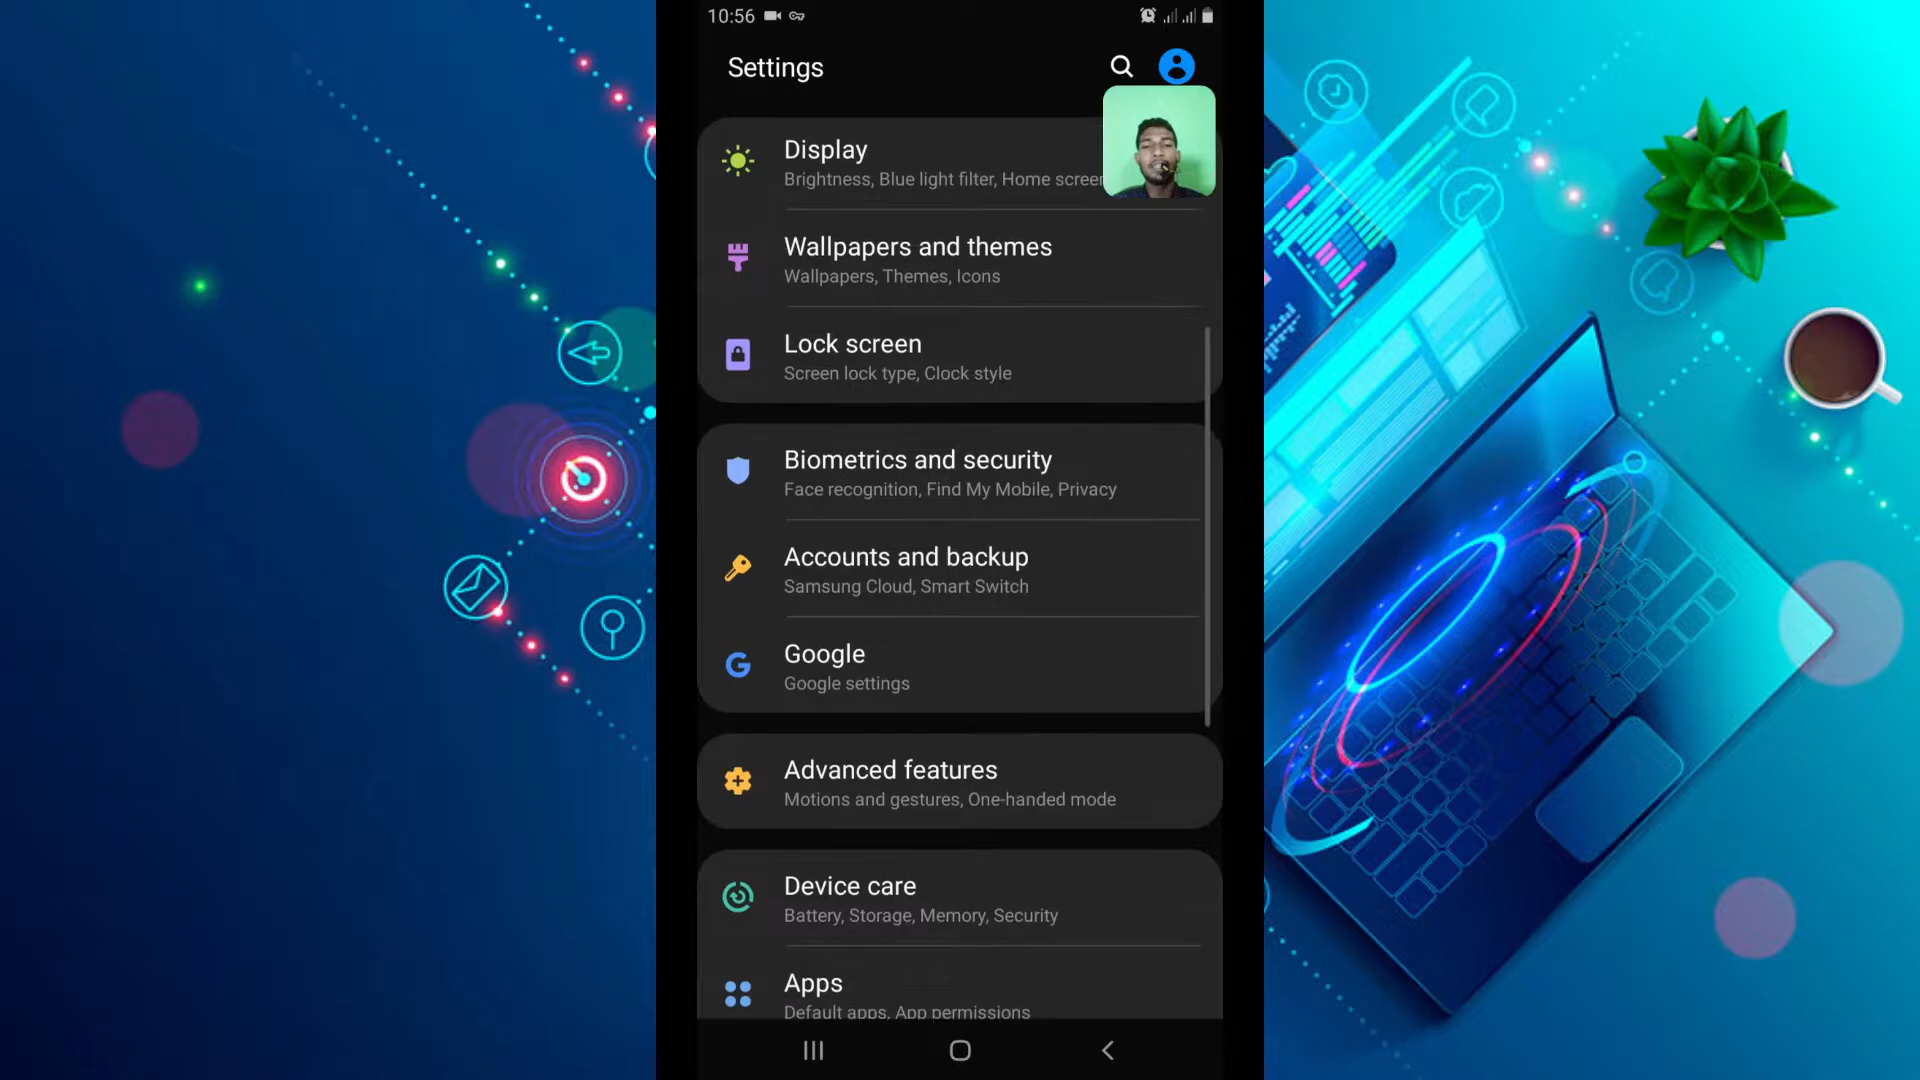 10:56
Settings
Display
Brightness, Blue light filter, Home screen
Wallpapers and themes
Wallpapers, Themes, Icons
Lock screen
Screen lock type, Clock style
Biometrics and security
Face recognition, Find My Mobile, Privacy
Accounts and backup
Samsung Cloud, Smart Switch
Google
Google settings
Advanced features
Motions and gestures, One-handed mode
Device care
Battery, Storage, Memory, Security
Apps
Default apps, App permissions